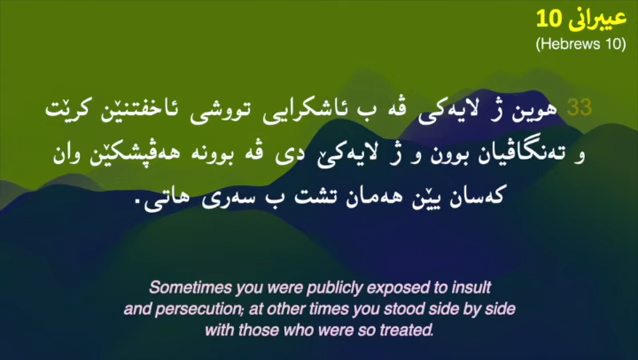 عیبرانی 10
(Hebrews 10)
33 هوین ژ لایەکی ڤە ب ئاشکرایی تووشی ئاخفتنێن کرێت
و تەنگاڤیان بوون و ژ لایەکێ دی ڤە بوونە هەڤپشکێن وان
کەسان یێن هەمان تشت ب سەری هاتی.
Sometimes you were publicly exposed to insult
and persecution; at other times you stood side by side
with those who were so treated.